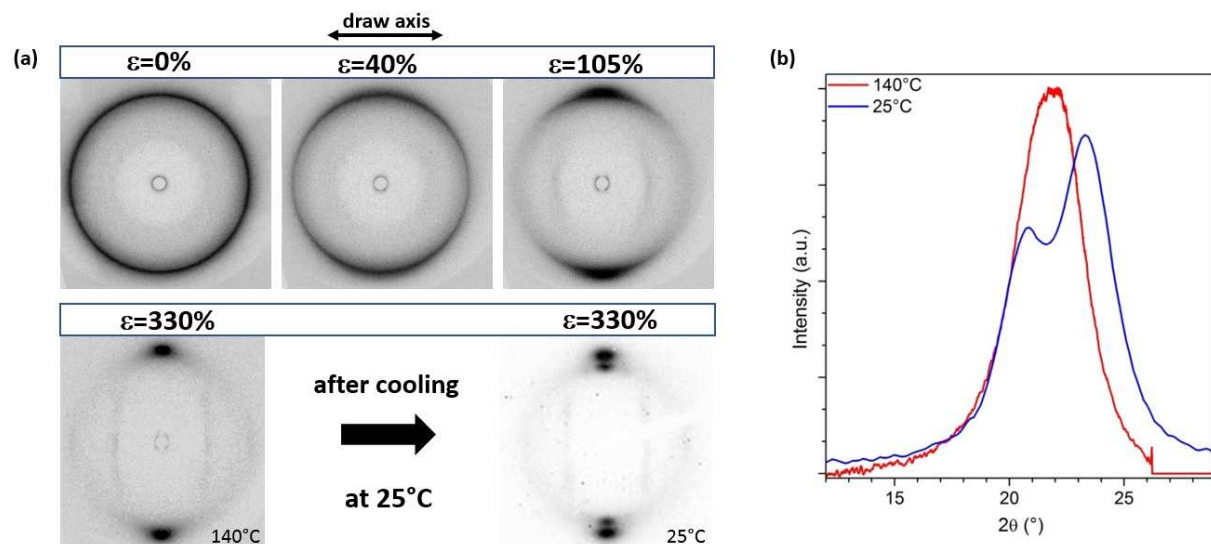 draw axis
(a)
ε=0%
ε=40%
ε=105%
ε=330%
ε=330%
after cooling
at 25°C
140°C
25°C
(b)
140°C
25°C
Intensity (a.u.)
15
20
25
2θ (°)